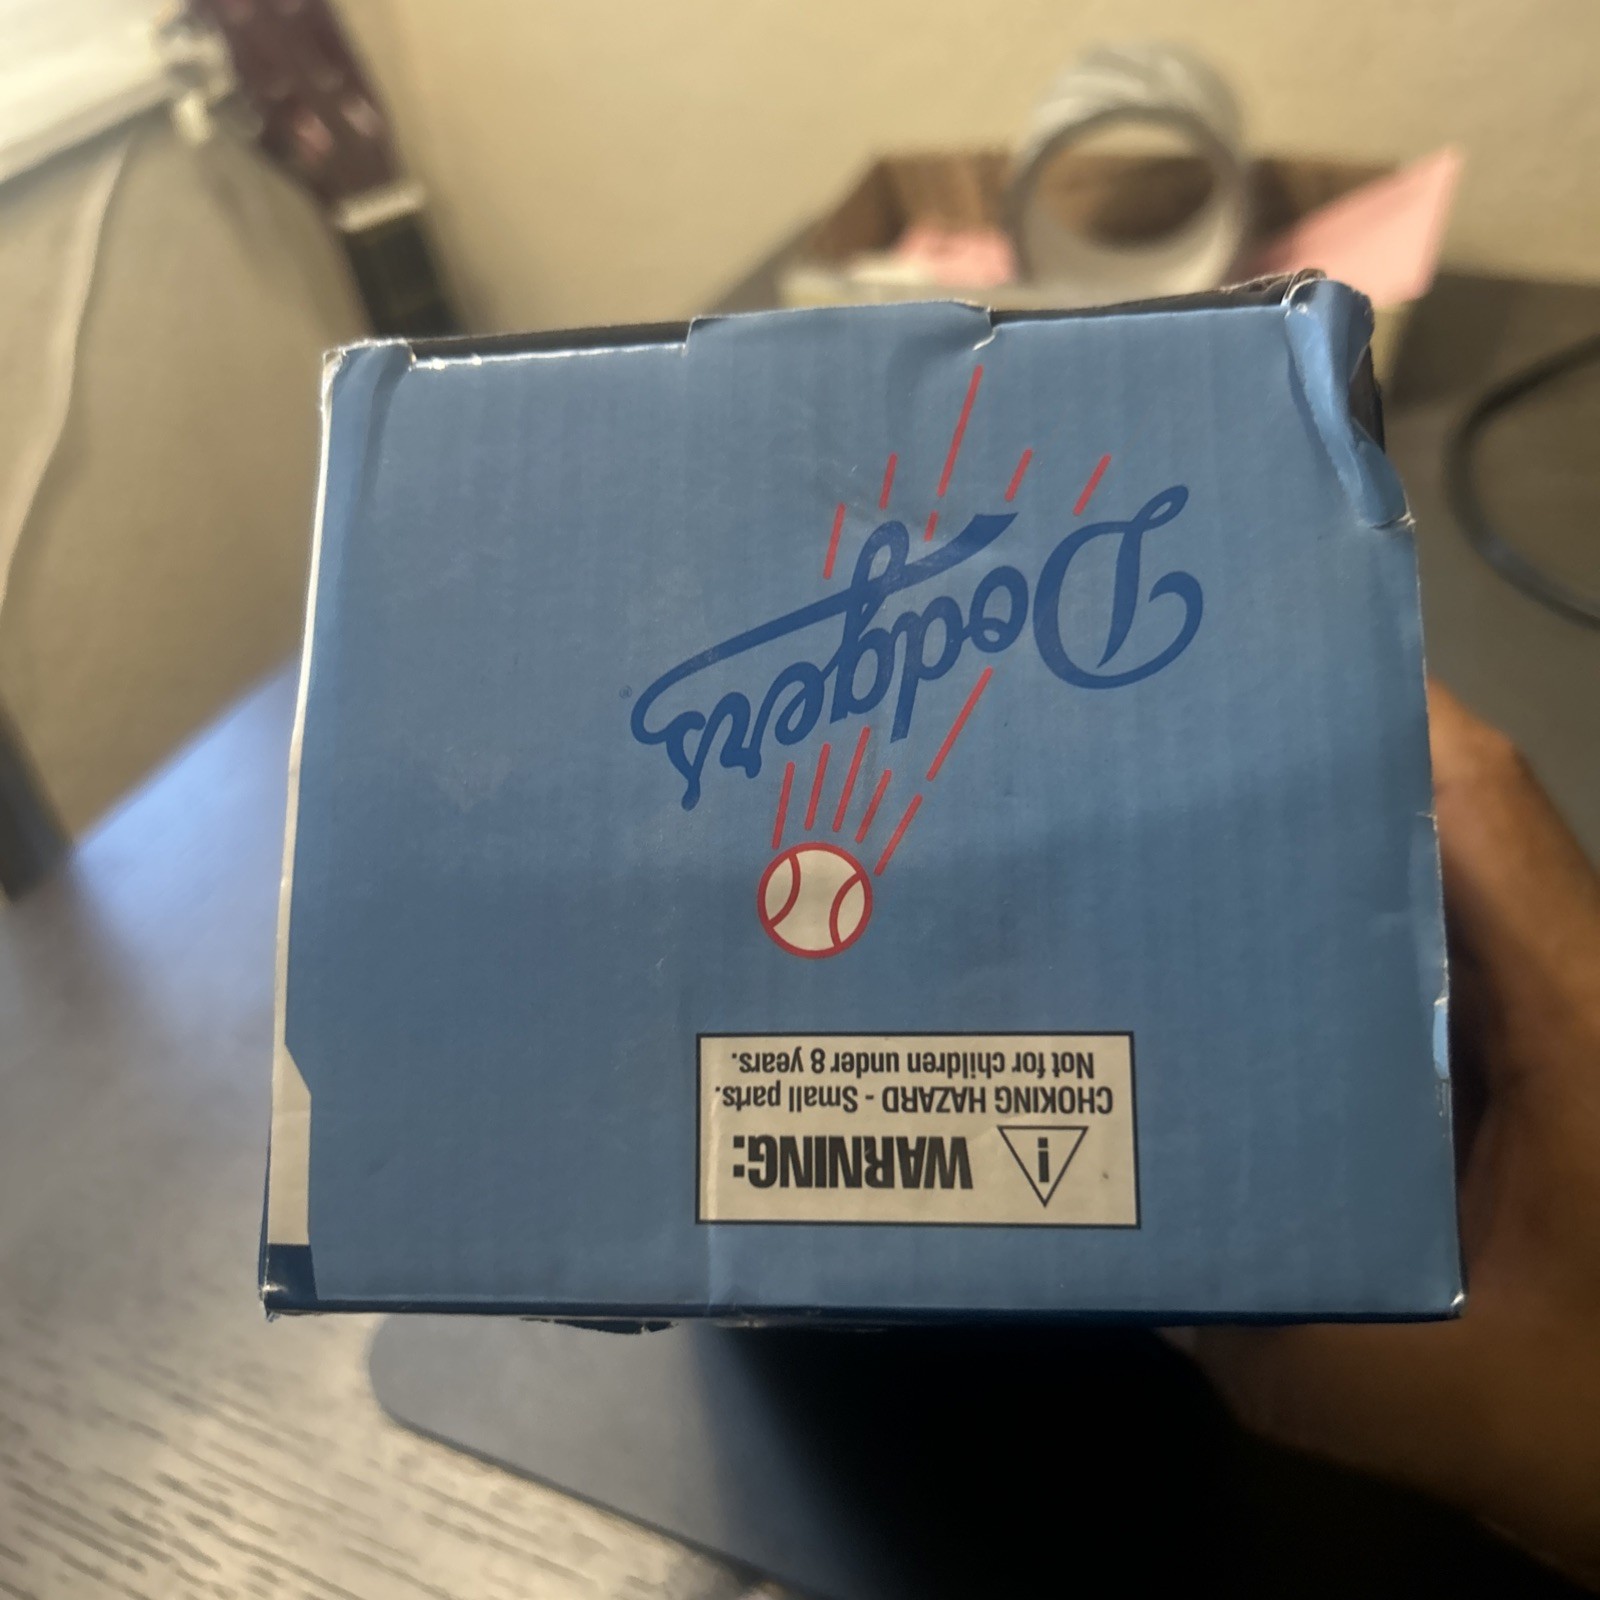 Dodgers
®
WARNING:
CHOKING HAZARD - Small parts.
Not for children under 8 years.